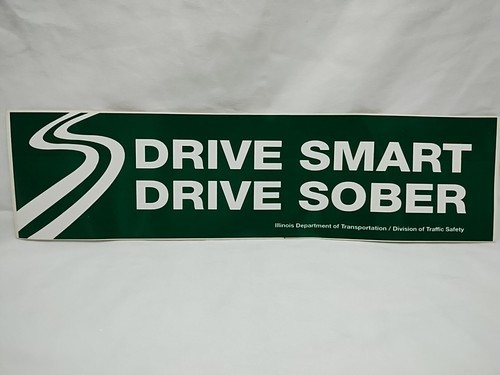 DRIVE SMART
DRIVE SOBER
Illinois Department of Transportation / Division of Traffic Safety